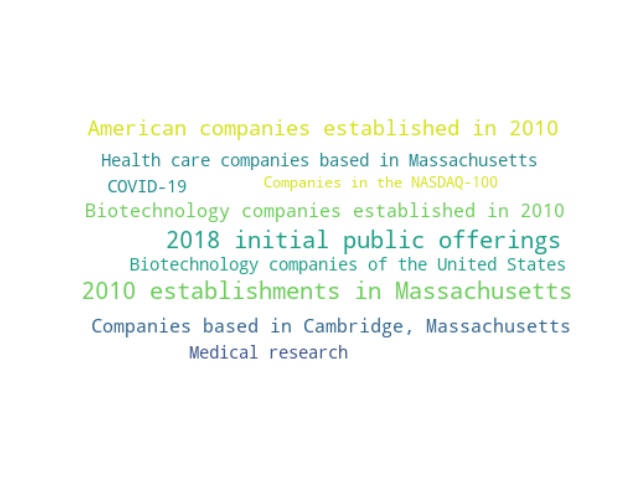 American companies established in 2010
Health care companies based in Massachusetts
COVID-19 Companies in the NASDAQ-100
Biotechnology companies established in 2010
2018 initial public offerings
Biotechnology companies of the United States
2010 establishments in Massachusetts
Companies based in Cambridge, Massachusetts
Medical research